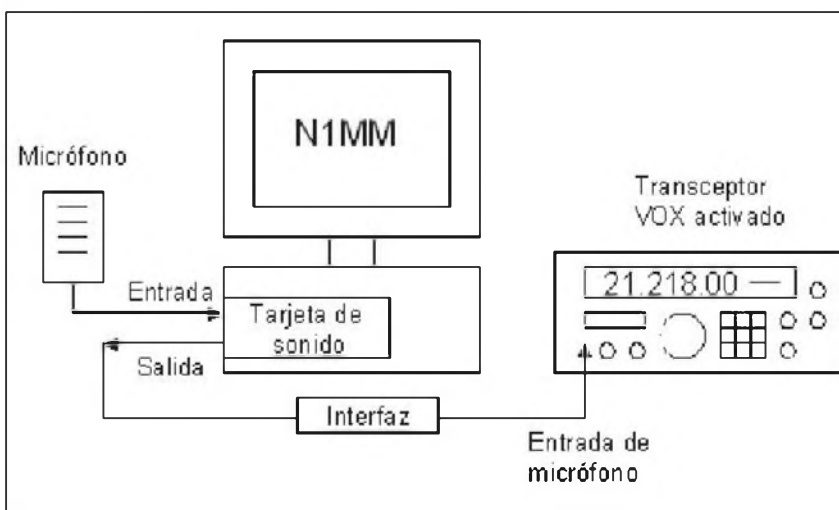 N1MM
Micrófono
Transceptor
VOX activado
21.218.00 —
Entrada
Tarjeta de
sonido
Salida
Interfaz
Entrada de
micrófono